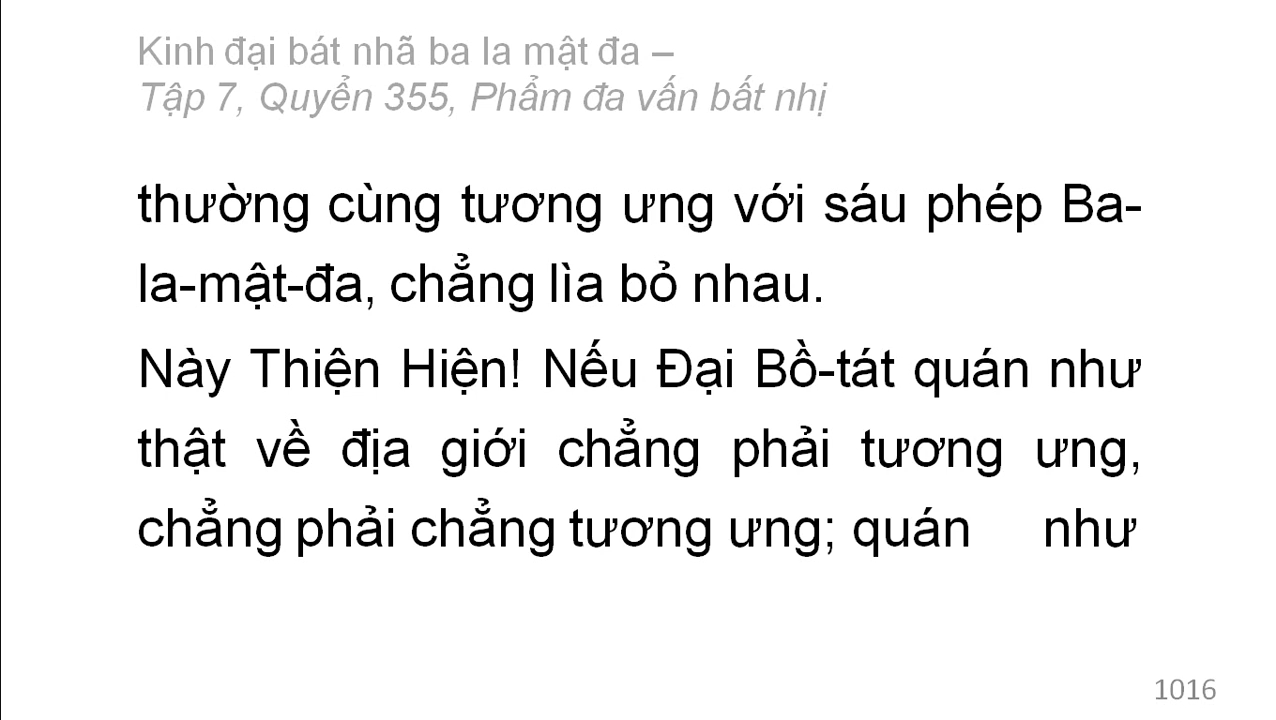 Kinh đại bát nhã ba la mật đa –
Tập 7, Quyển 355, Phẩm đa vấn bất nhị
thường cùng tương ưng với sáu phép Ba-
la-mật-đa, chẳng lìa bỏ nhau.
Này Thiện Hiện! Nếu Đại Bồ-tát quán như
thật về địa giới chẳng phải tương ưng,
chẳng phải chẳng tương ưng; quán như
1016